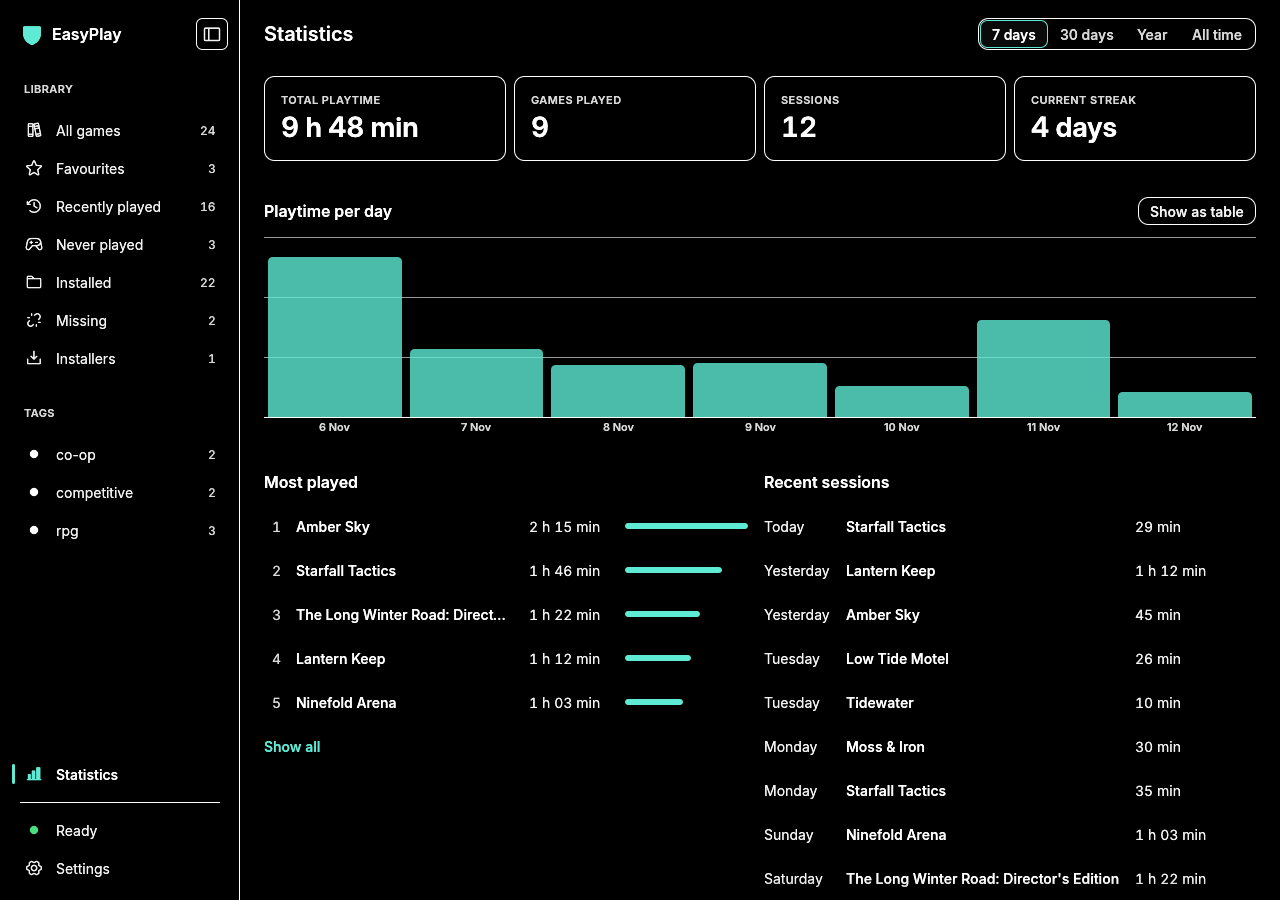 EasyPlay
LIBRARY
All games 24
Favourites 3
Recently played 16
Never played 3
Installed 22
Missing 2
Installers 1
TAGS
co-op 2
competitive 2
rpg 3
Statistics
Ready
Settings
Statistics
7 days 30 days Year All time
TOTAL PLAYTIME
9 h 48 min
GAMES PLAYED
9
SESSIONS
12
CURRENT STREAK
4 days
Playtime per day
Show as table
6 Nov 7 Nov 8 Nov 9 Nov 10 Nov 11 Nov 12 Nov
Most played
1 Amber Sky 2 h 15 min
2 Starfall Tactics 1 h 46 min
3 The Long Winter Road: Direct... 1 h 22 min
4 Lantern Keep 1 h 12 min
5 Ninefold Arena 1 h 03 min
Show all
Recent sessions
Today Starfall Tactics 29 min
Yesterday Lantern Keep 1 h 12 min
Yesterday Amber Sky 45 min
Tuesday Low Tide Motel 26 min
Tuesday Tidewater 10 min
Monday Moss & Iron 30 min
Monday Starfall Tactics 35 min
Sunday Ninefold Arena 1 h 03 min
Saturday The Long Winter Road: Director's Edition 1 h 22 min